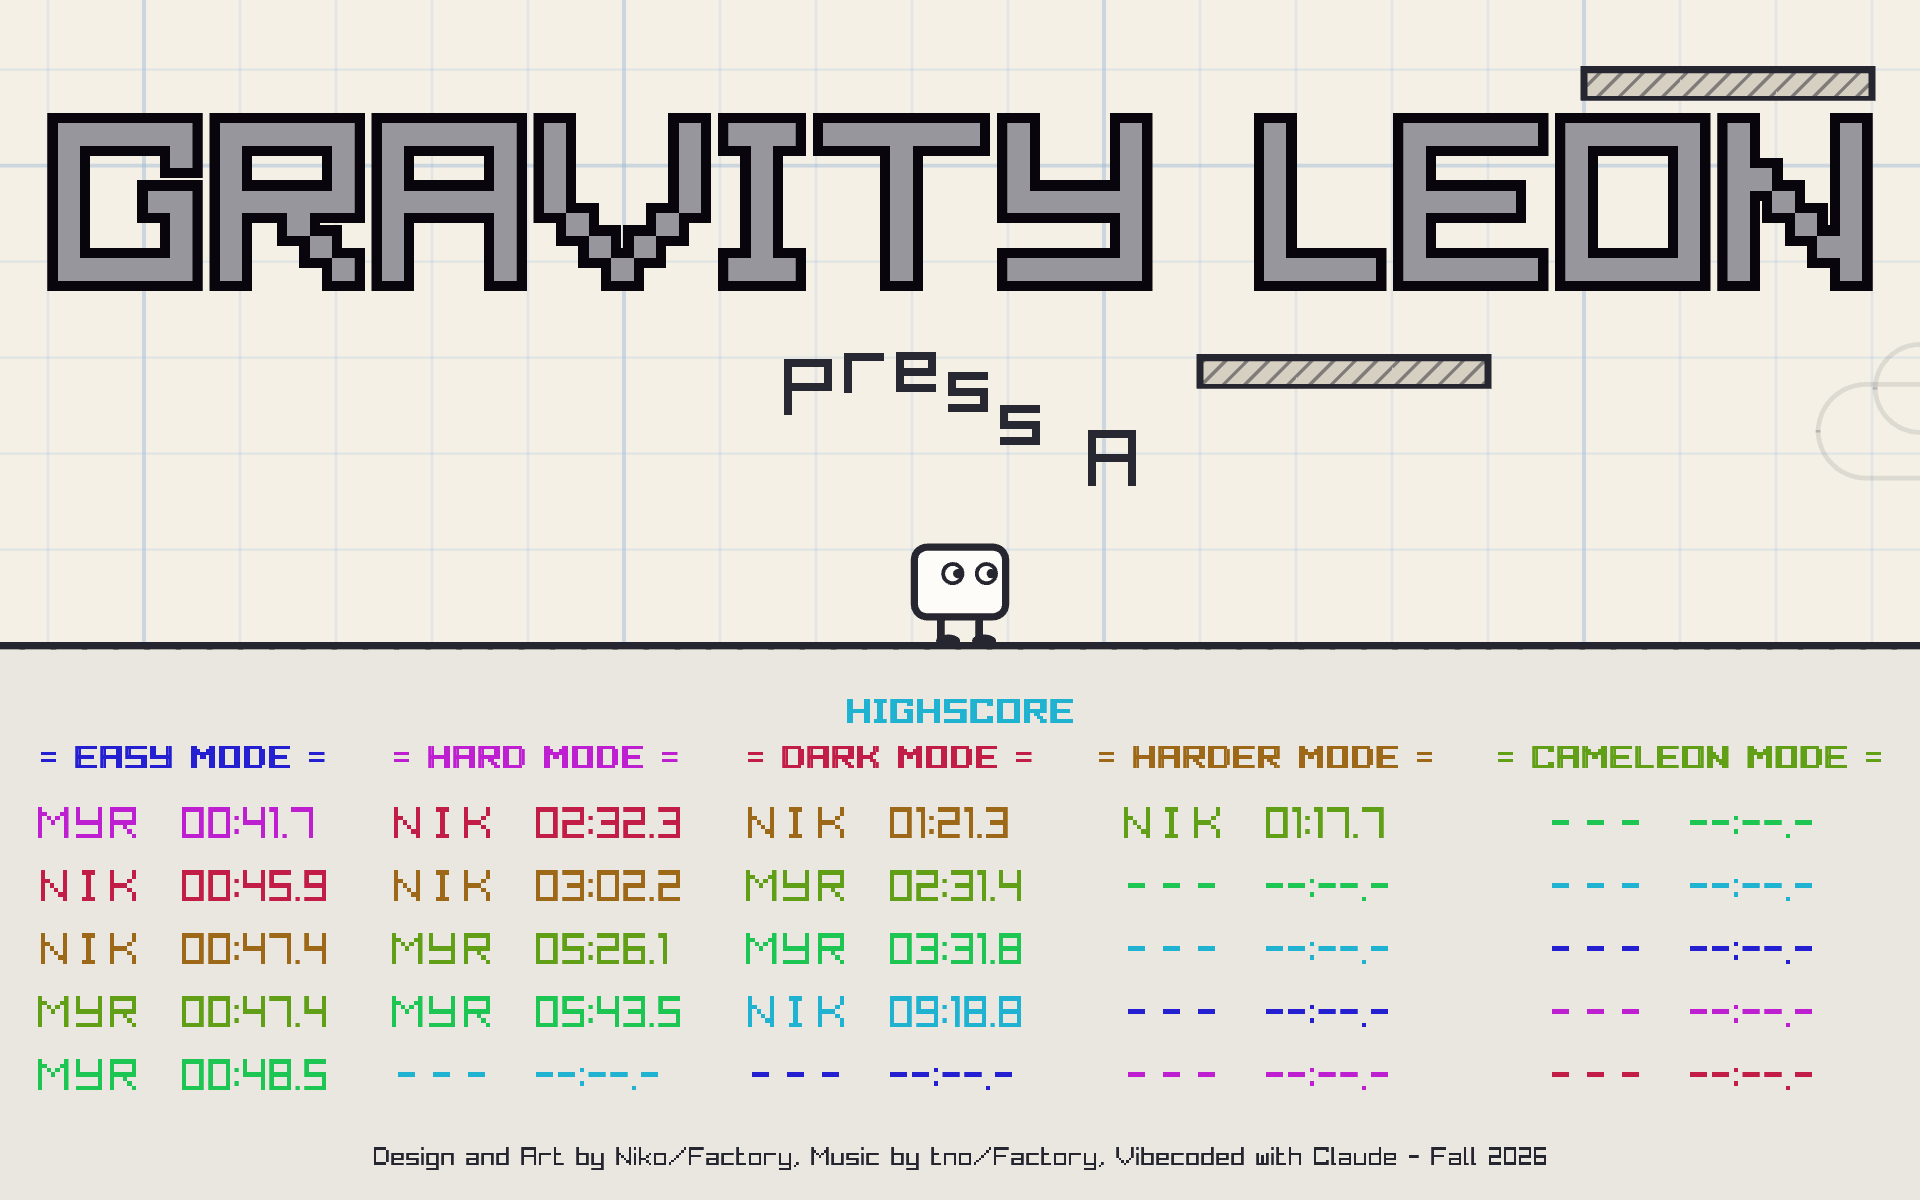 GRAVITY LEON
press A
HIGHSCORE
= EASY MODE = = HARD MODE = = DARK MODE = = HARDER MODE = = CAMELEON MODE =
MYR 00:41.7 NIK 02:32.3 NIK 01:21.3 NIK 01:17.7 - - - --:--.-
NIK 00:45.9 NIK 03:02.2 MYR 02:31.4 - - - --:--.- - - - --:--.-
NIK 00:47.4 MYR 05:26.1 MYR 03:31.8 - - - --:--.- - - - --:--.-
MYR 00:47.4 MYR 05:43.5 NIK 09:18.8 - - - --:--.- - - - --:--.-
MYR 00:48.5 - - - --:--.- - - - --:--.- - - - --:--.- - - - --:--.-
Design and Art by Niko/Factory, Music by tno/Factory, Vibecoded with Claude - Fall 2026